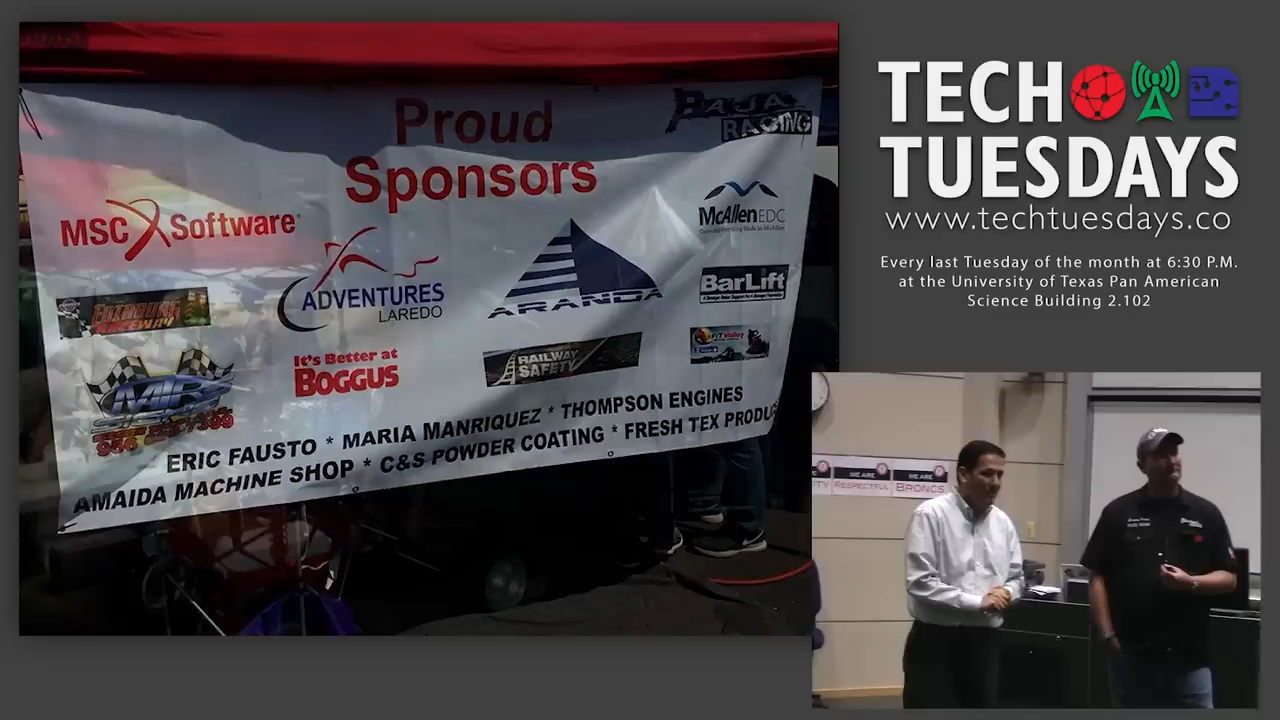 Proud
Sponsors
BAJA
RACING
MSC Software
McAllenEDC
ADVENTURES
LAREDO
ARANDA
BarLift
EDINBURG
RACEWAY
It's Better at
BOGGUS
RAILWAY
SAFETY
ERIC FAUSTO * MARIA MANRIQUEZ * THOMPSON ENGINES
AMAIDA MACHINE SHOP * C&S POWDER COATING * FRESH TEX PRODU
TECH
TUESDAYS
www.techtuesdays.co
Every last Tuesday of the month at 6:30 P.M.
at the University of Texas Pan American
Science Building 2.102
WE ARE
RESPECTFUL
WE ARE
BRONCS